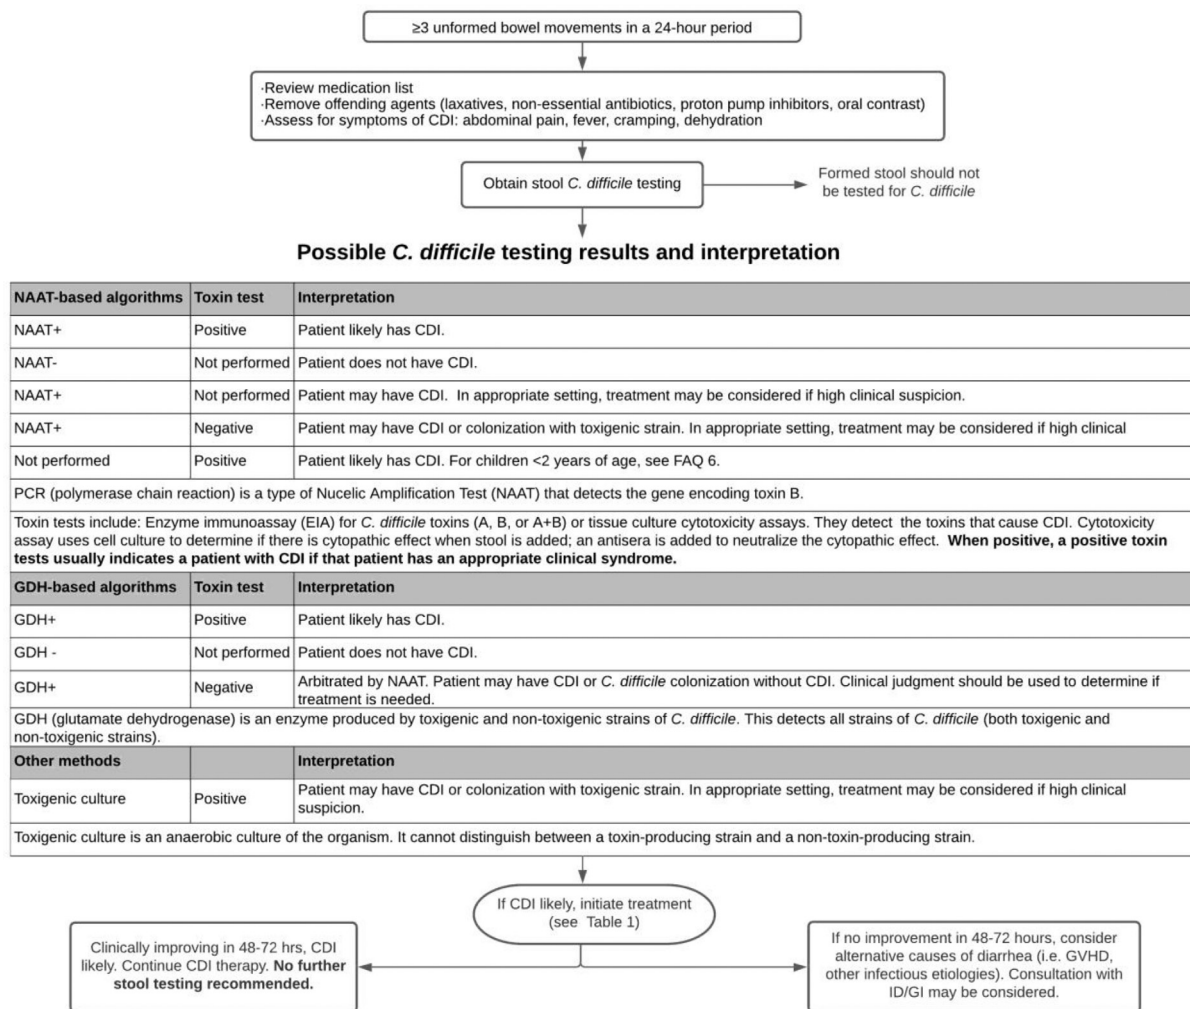 ≥3 unformed bowel movements in a 24-hour period
·Review medication list
·Remove offending agents (laxatives, non-essential antibiotics, proton pump inhibitors, oral contrast)
·Assess for symptoms of CDI: abdominal pain, fever, cramping, dehydration
Obtain stool C. difficile testing
Formed stool should not
be tested for C. difficile
Possible C. difficile testing results and interpretation
NAAT-based algorithms Toxin test Interpretation
NAAT+ Positive Patient likely has CDI.
NAAT- Not performed Patient does not have CDI.
NAAT+ Not performed Patient may have CDI. In appropriate setting, treatment may be considered if high clinical suspicion.
NAAT+ Negative Patient may have CDI or colonization with toxigenic strain. In appropriate setting, treatment may be considered if high clinical
Not performed Positive Patient likely has CDI. For children <2 years of age, see FAQ 6.
PCR (polymerase chain reaction) is a type of Nucelic Amplification Test (NAAT) that detects the gene encoding toxin B.
Toxin tests include: Enzyme immunoassay (EIA) for C. difficile toxins (A, B, or A+B) or tissue culture cytotoxicity assays. They detect the toxins that cause CDI. Cytotoxicity
assay uses cell culture to determine if there is cytopathic effect when stool is added; an antisera is added to neutralize the cytopathic effect. When positive, a positive toxin
tests usually indicates a patient with CDI if that patient has an appropriate clinical syndrome.
GDH-based algorithms Toxin test Interpretation
GDH+ Positive Patient likely has CDI.
GDH - Not performed Patient does not have CDI.
GDH+ Negative Arbitrated by NAAT. Patient may have CDI or C. difficile colonization without CDI. Clinical judgment should be used to determine if
treatment is needed.
GDH (glutamate dehydrogenase) is an enzyme produced by toxigenic and non-toxigenic strains of C. difficile. This detects all strains of C. difficile (both toxigenic and
non-toxigenic strains).
Other methods Interpretation
Toxigenic culture Positive Patient may have CDI or colonization with toxigenic strain. In appropriate setting, treatment may be considered if high clinical
suspicion.
Toxigenic culture is an anaerobic culture of the organism. It cannot distinguish between a toxin-producing strain and a non-toxin-producing strain.
If CDI likely, initiate treatment
(see Table 1)
Clinically improving in 48-72 hrs, CDI
likely. Continue CDI therapy. No further
stool testing recommended.
If no improvement in 48-72 hours, consider
alternative causes of diarrhea (i.e. GVHD,
other infectious etiologies). Consultation with
ID/GI may be considered.